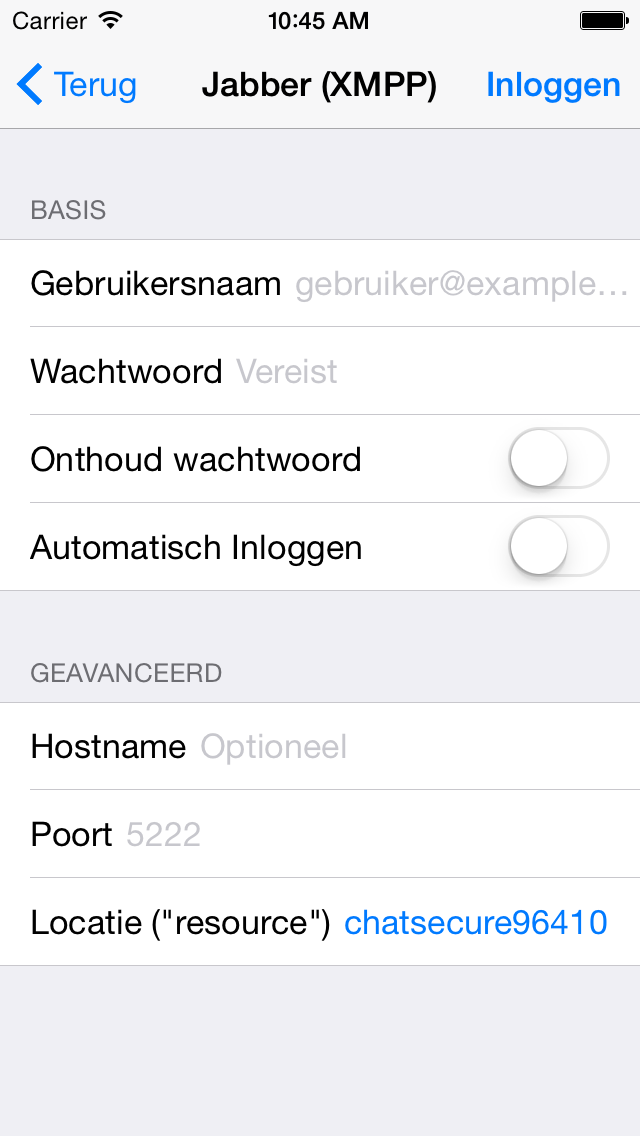 Carrier 10:45 AM
Terug Jabber (XMPP) Inloggen
BASIS
Gebruikersnaam gebruiker@example...
Wachtwoord Vereist
Onthoud wachtwoord
Automatisch Inloggen
GEAVANCEERD
Hostname Optioneel
Poort 5222
Locatie ("resource") chatsecure96410